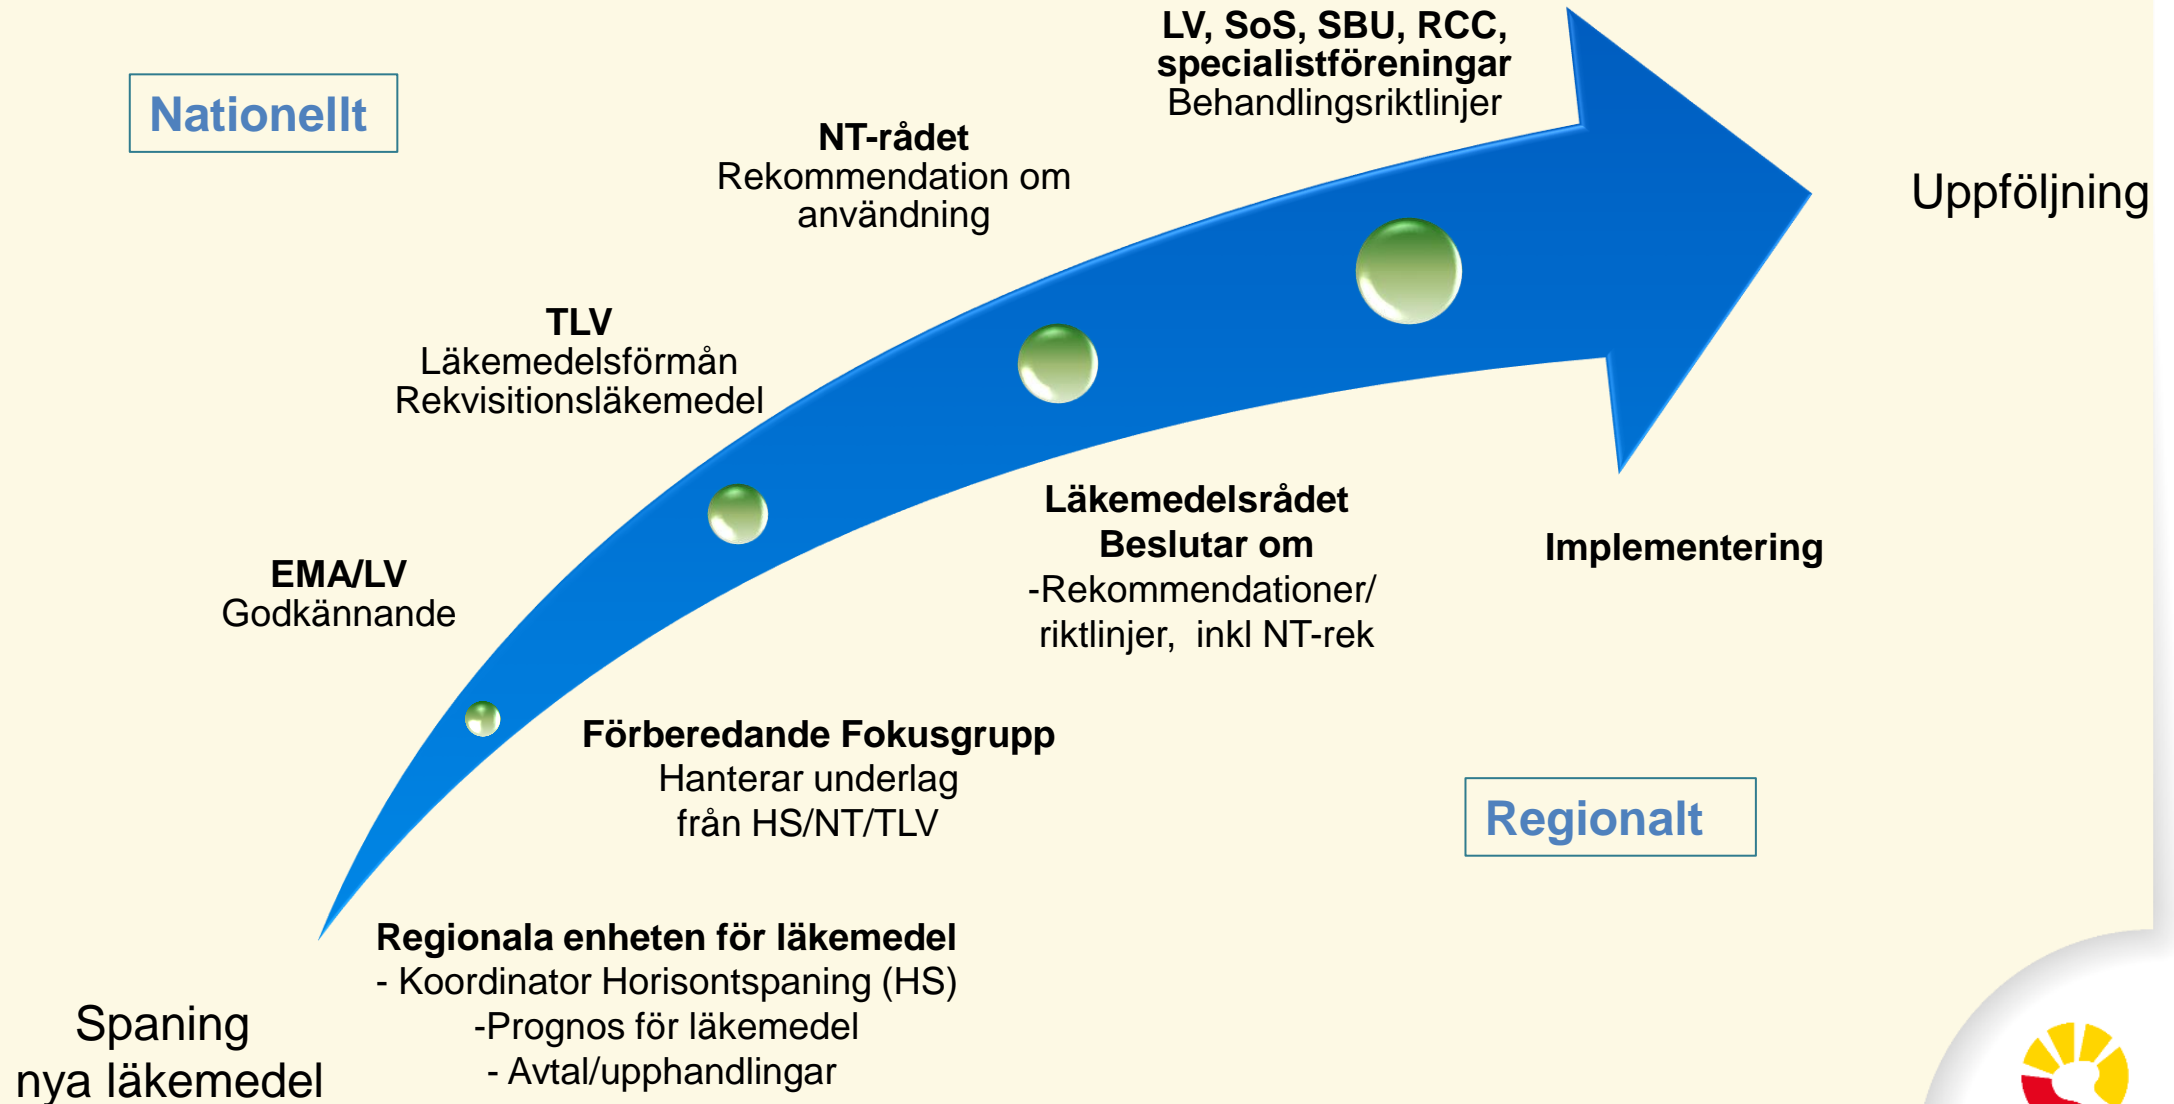 LV, SoS, SBU, RCC,
specialistföreningar
Behandlingsriktlinjer
Nationellt
NT-rådet
Rekommendation om
användning
Uppföljning
TLV
Läkemedelsförmån
Rekvisitionsläkemedel
EMA/LV
Godkännande
Läkemedelsrådet
Beslutar om
-Rekommendationer/
riktlinjer, inkl NT-rek
Implementering
Förberedande Fokusgrupp
Hanterar underlag
från HS/NT/TLV
Regionalt
Regionala enheten för läkemedel
- Koordinator Horisontspaning (HS)
-Prognos för läkemedel
- Avtal/upphandlingar
Spaning
nya läkemedel